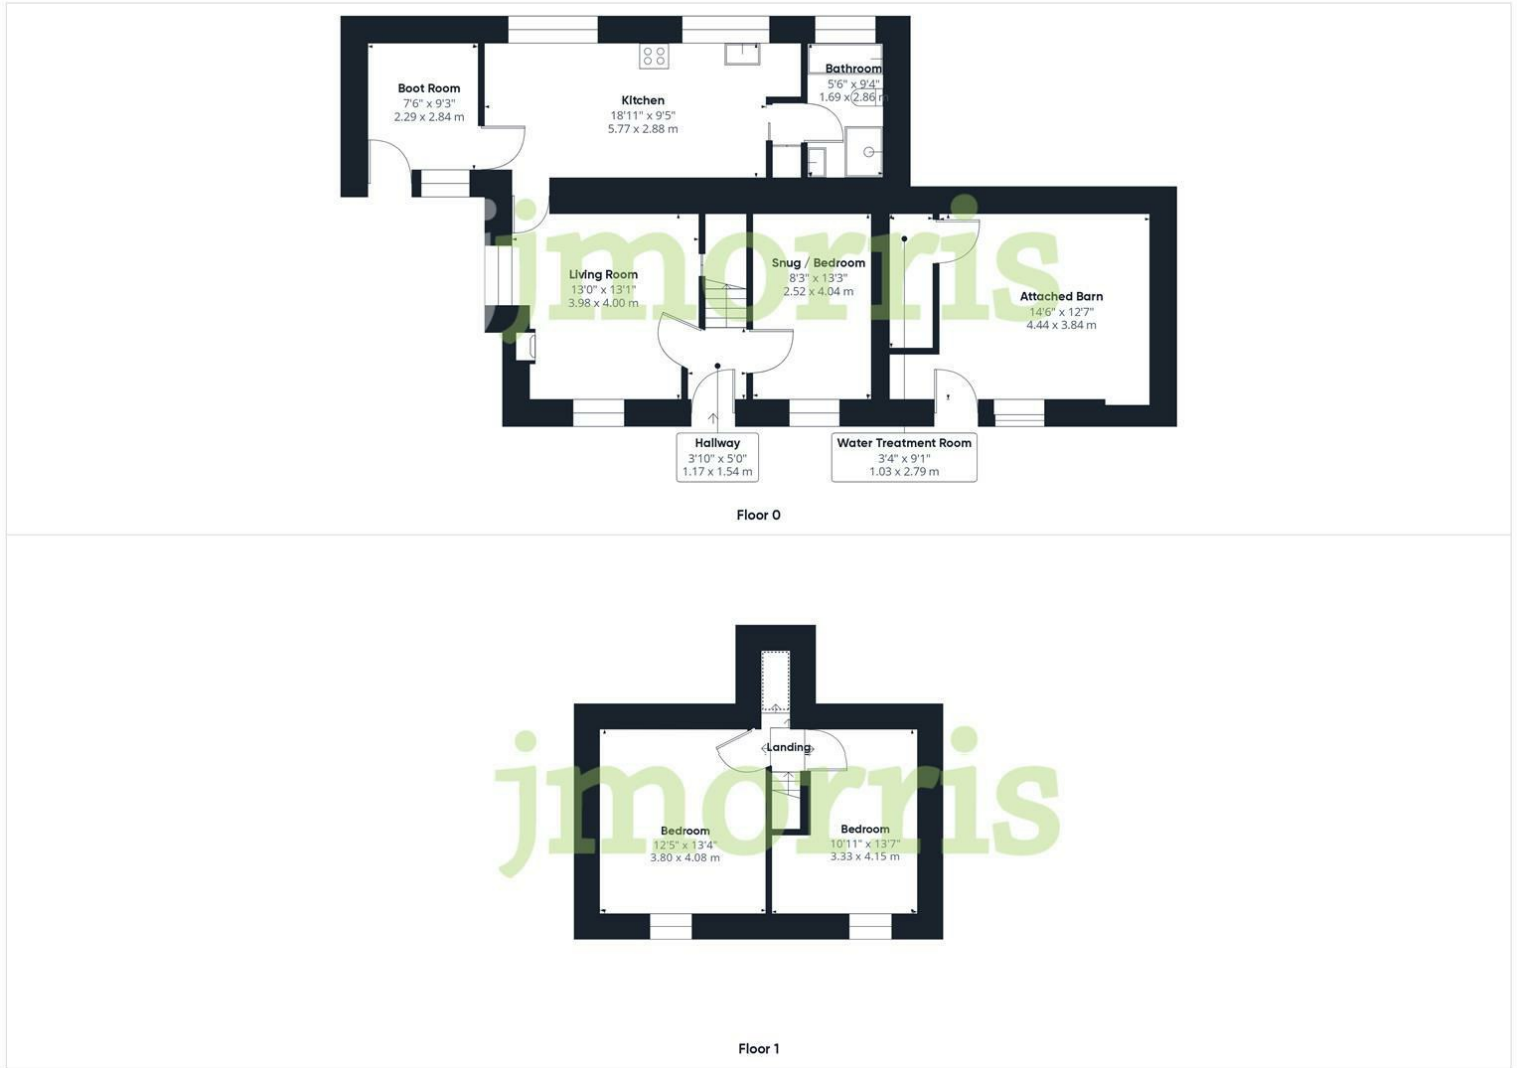 Boot Room
7'6" x 9'3"
2.29 x 2.84 m
Kitchen
18'11" x 9'5"
5.77 x 2.88 m
Bathroom
5'6" x 9'4"
1.69 x 2.86 m
jjmorris
Living Room
13'0" x 13'1"
3.98 x 4.00 m
Snug / Bedroom
8'3" x 13'3"
2.52 x 4.04 m
Attached Barn
14'6" x 12'7"
4.44 x 3.84 m
Hallway
3'10" x 5'0"
1.17 x 1.54 m
Water Treatment Room
3'4" x 9'1"
1.03 x 2.79 m
Floor 0
Landing
jmorris
Bedroom
12'5" x 13'4"
3.80 x 4.08 m
Bedroom
10'11" x 13'7"
3.33 x 4.15 m
Floor 1